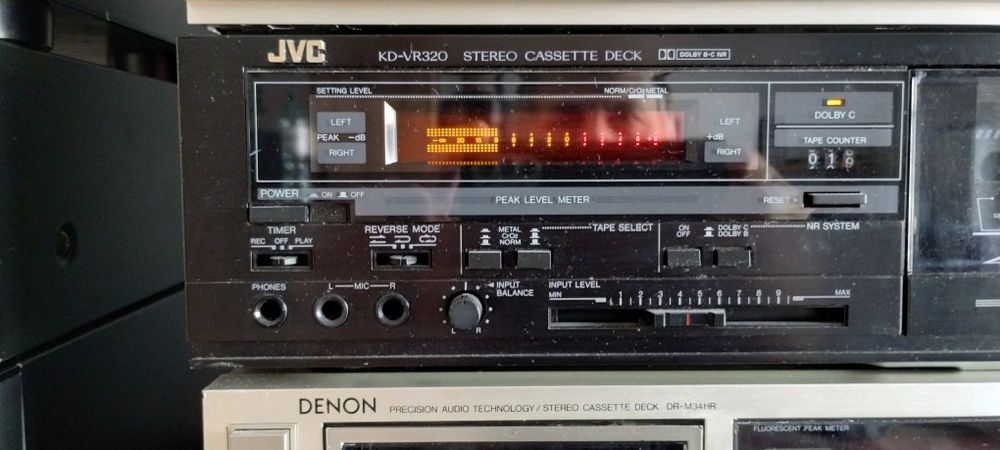 JVC KD-VR320 STEREO CASSETTE DECK DOLBY B-C NR
SETTING LEVEL NORM/CrO2 METAL
LEFT
PEAK -dB
RIGHT
-∞ 20 15 9
LEFT
+dB
RIGHT
DOLBY C
TAPE COUNTER
POWER ON OFF
PEAK LEVEL METER
RESET
TIMER
REC OFF PLAY
REVERSE MODE
METAL
CrO2
NORM
TAPE SELECT
ON
OFF
DOLBY C
DOLBY B
NR SYSTEM
PHONES
L MIC R
INPUT
BALANCE
L R
INPUT LEVEL
MIN 1 2 3 4 5 6 7 8 9 MAX
DENON PRECISION AUDIO TECHNOLOGY / STEREO CASSETTE DECK DR-M34HR
FLUORESCENT PEAK METER